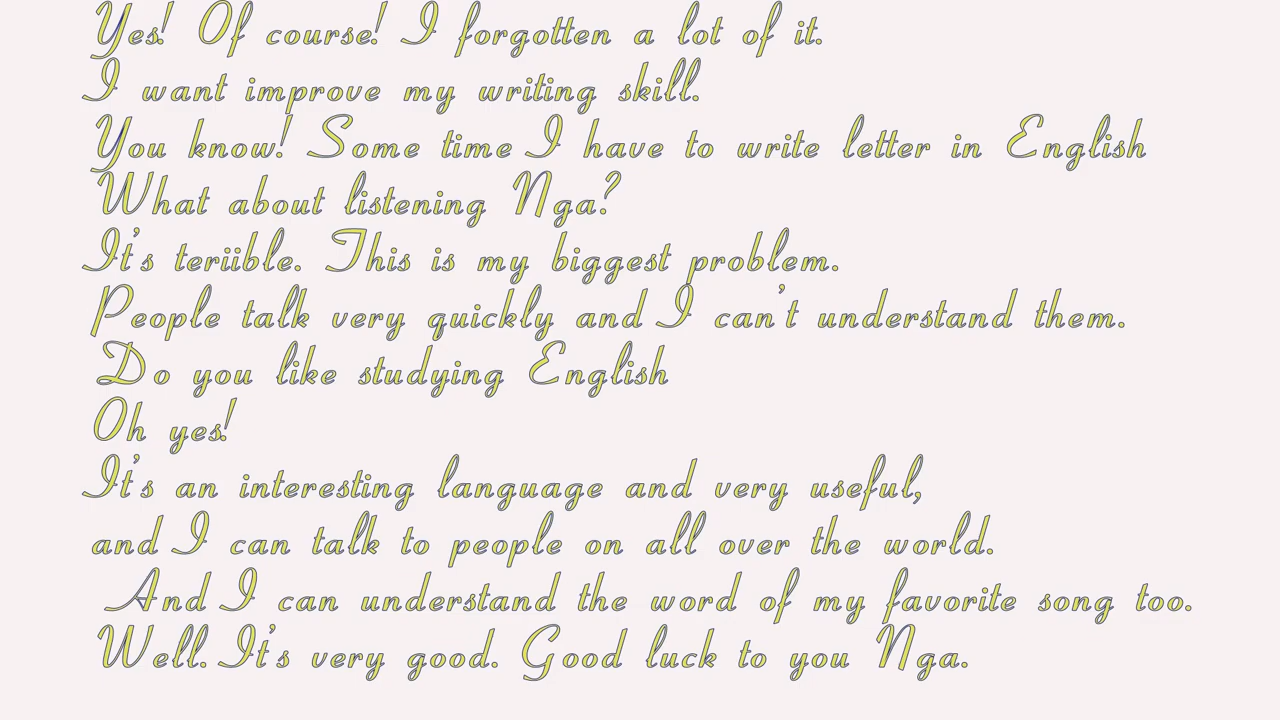 Yes! Of course! I forgotten a lot of it.
I want improve my writing skill.
You know! Some time I have to write letter in English
What about listening Nga?
It's teriible. This is my biggest problem.
People talk very quickly and I can't understand them.
Do you like studying English
Oh yes!
It's an interesting language and very useful,
and I can talk to people on all over the world.
And I can understand the word of my favorite song too.
Well. It's very good. Good luck to you Nga.